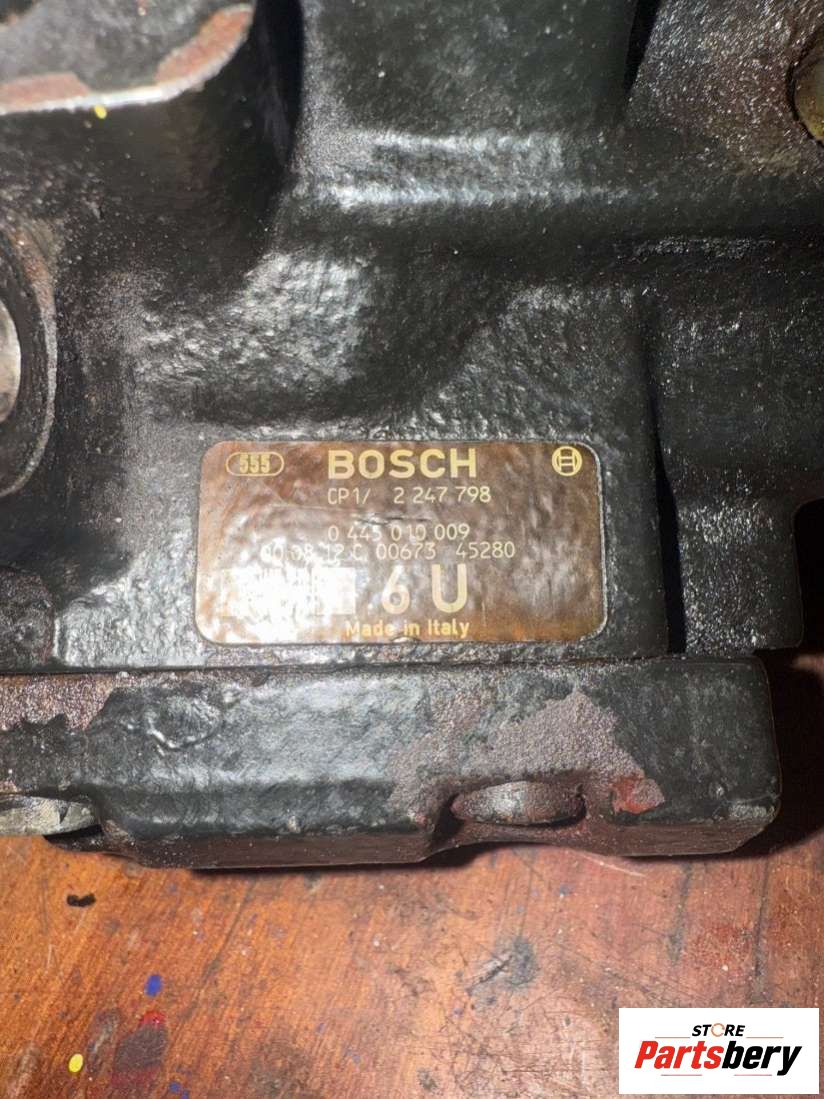 555 BOSCH
CP1/ 2 247 798
0 445 010 009
00 08 12 C 00673 45280
6 U
Made in Italy
STORE
Partsbery